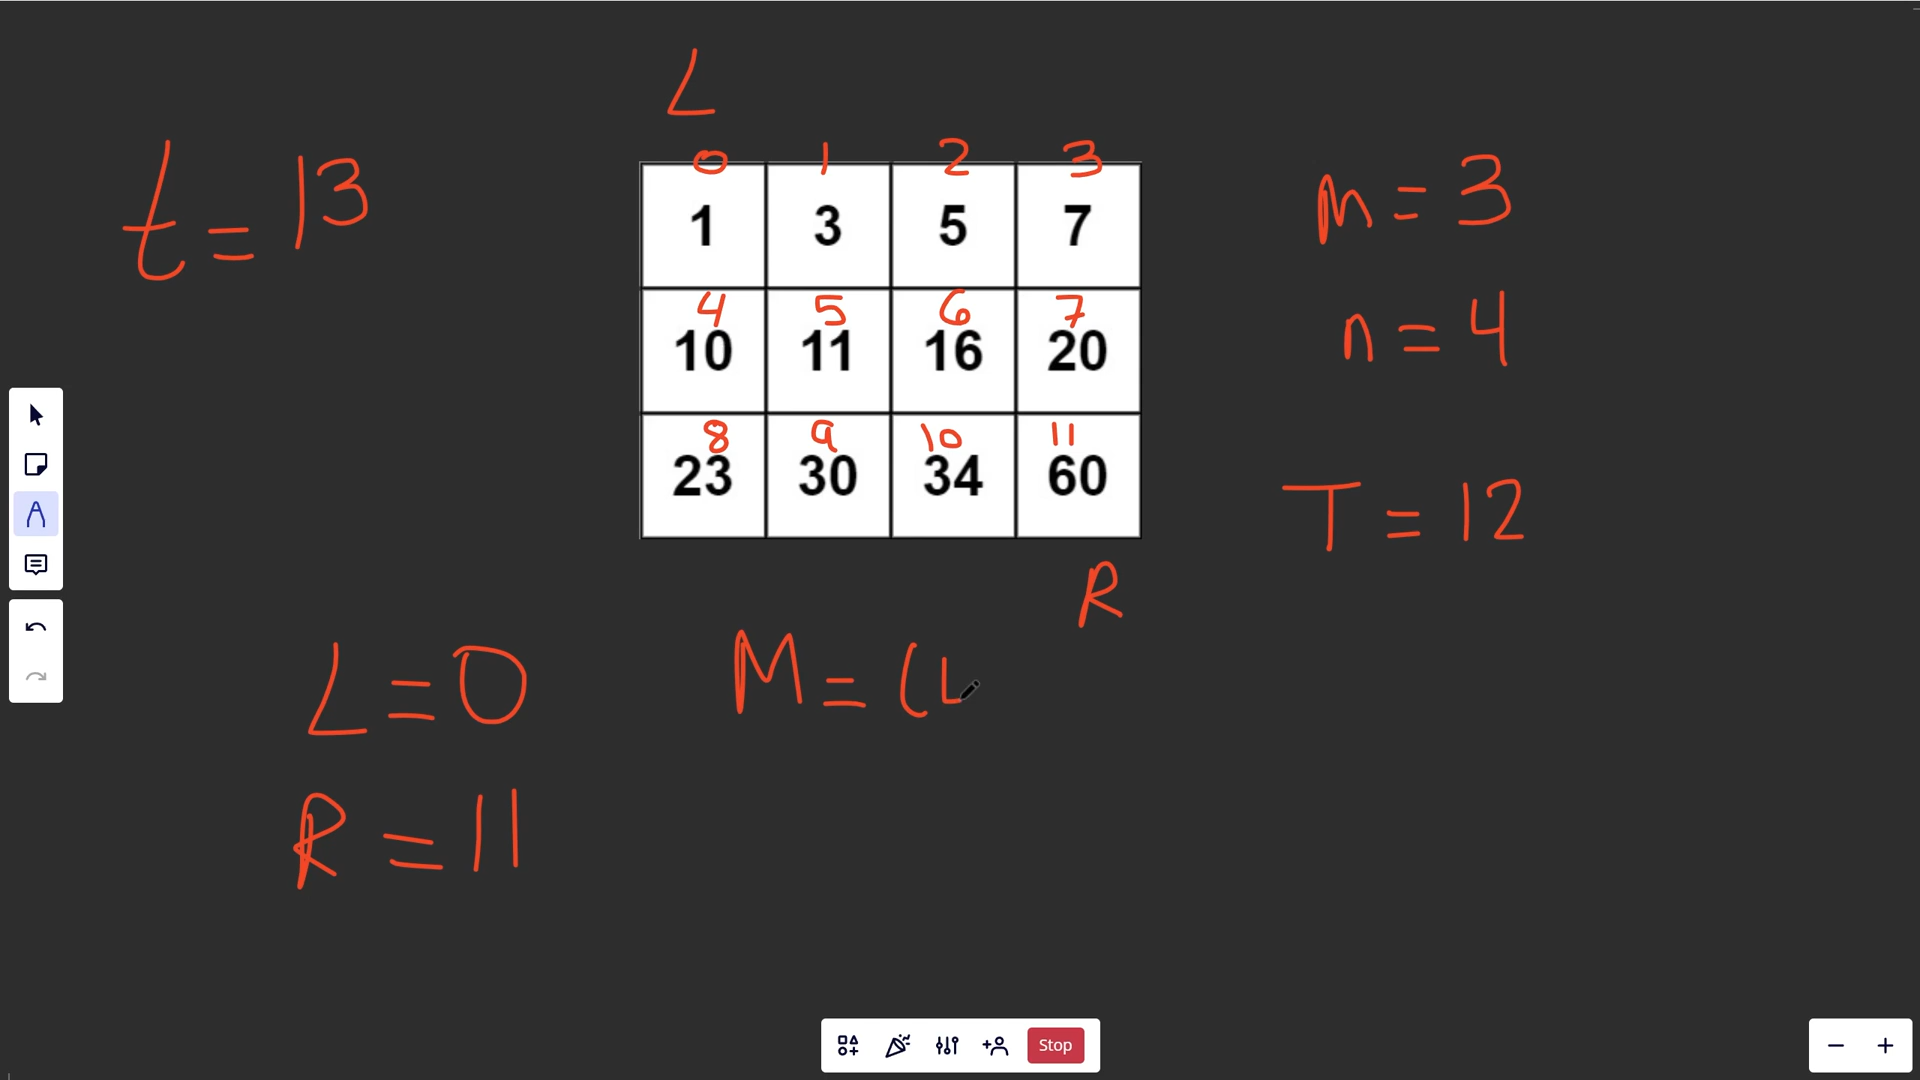 L
t = 13
0 1 2 3
1 3 5 7
4 5 6 7
10 11 16 20
8 9 10 11
23 30 34 60
m = 3
n = 4
T = 12
R
L = 0
M = (L
R = 11
Stop